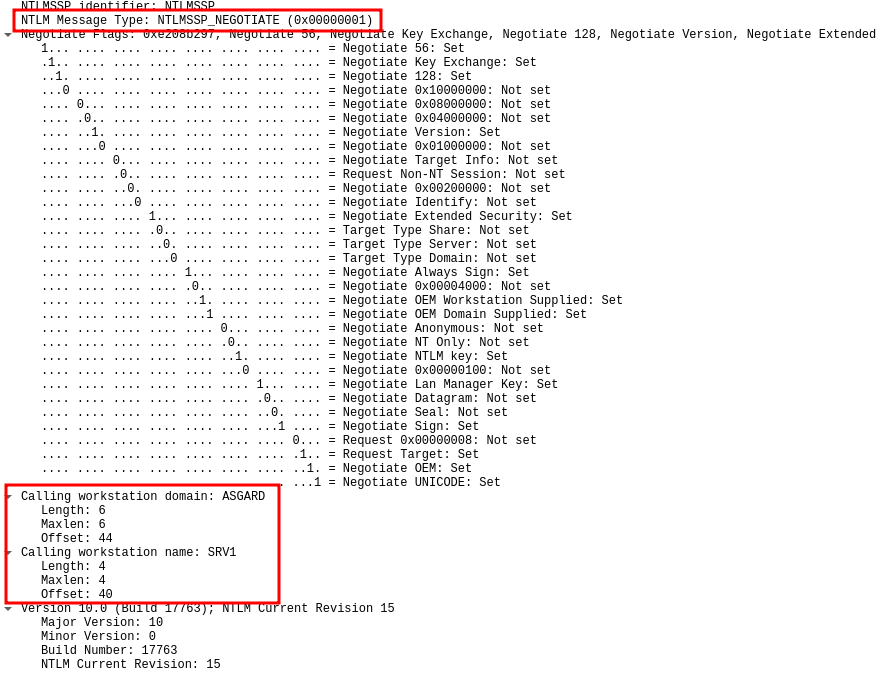 NTLMSSP identifier: NTLMSSP
NTLM Message Type: NTLMSSP_NEGOTIATE (0x00000001)
Negotiate Flags: 0xe208b297, Negotiate 56, Negotiate Key Exchange, Negotiate 128, Negotiate Version, Negotiate Extended
1... .... .... .... .... .... .... .... = Negotiate 56: Set
.1.. .... .... .... .... .... .... .... = Negotiate Key Exchange: Set
..1. .... .... .... .... .... .... .... = Negotiate 128: Set
...0 .... .... .... .... .... .... .... = Negotiate 0x10000000: Not set
.... 0... .... .... .... .... .... .... = Negotiate 0x08000000: Not set
.... .0.. .... .... .... .... .... .... = Negotiate 0x04000000: Not set
.... ..1. .... .... .... .... .... .... = Negotiate Version: Set
.... ...0 .... .... .... .... .... .... = Negotiate 0x01000000: Not set
.... .... 0... .... .... .... .... .... = Negotiate Target Info: Not set
.... .... .0.. .... .... .... .... .... = Request Non-NT Session: Not set
.... .... ..0. .... .... .... .... .... = Negotiate 0x00200000: Not set
.... .... ...0 .... .... .... .... .... = Negotiate Identify: Not set
.... .... .... 1... .... .... .... .... = Negotiate Extended Security: Set
.... .... .... .0.. .... .... .... .... = Target Type Share: Not set
.... .... .... ..0. .... .... .... .... = Target Type Server: Not set
.... .... .... ...0 .... .... .... .... = Target Type Domain: Not set
.... .... .... .... 1... .... .... .... = Negotiate Always Sign: Set
.... .... .... .... .0.. .... .... .... = Negotiate 0x00004000: Not set
.... .... .... .... ..1. .... .... .... = Negotiate OEM Workstation Supplied: Set
.... .... .... .... ...1 .... .... .... = Negotiate OEM Domain Supplied: Set
.... .... .... .... .... 0... .... .... = Negotiate Anonymous: Not set
.... .... .... .... .... .0.. .... .... = Negotiate NT Only: Not set
.... .... .... .... .... ..1. .... .... = Negotiate NTLM key: Set
.... .... .... .... .... ...0 .... .... = Negotiate 0x00000100: Not set
.... .... .... .... .... .... 1... .... = Negotiate Lan Manager Key: Set
.... .... .... .... .... .... .0.. .... = Negotiate Datagram: Not set
.... .... .... .... .... .... ..0. .... = Negotiate Seal: Not set
.... .... .... .... .... .... ...1 .... = Negotiate Sign: Set
.... .... .... .... .... .... .... 0... = Request 0x00000008: Not set
.... .... .... .... .... .... .... .1.. = Request Target: Set
.... .... .... .... .... .... .... ..1. = Negotiate OEM: Set
. ...1 = Negotiate UNICODE: Set
Calling workstation domain: ASGARD
Length: 6
Maxlen: 6
Offset: 44
Calling workstation name: SRV1
Length: 4
Maxlen: 4
Offset: 40
Version 10.0 (Build 17763); NTLM Current Revision 15
Major Version: 10
Minor Version: 0
Build Number: 17763
NTLM Current Revision: 15